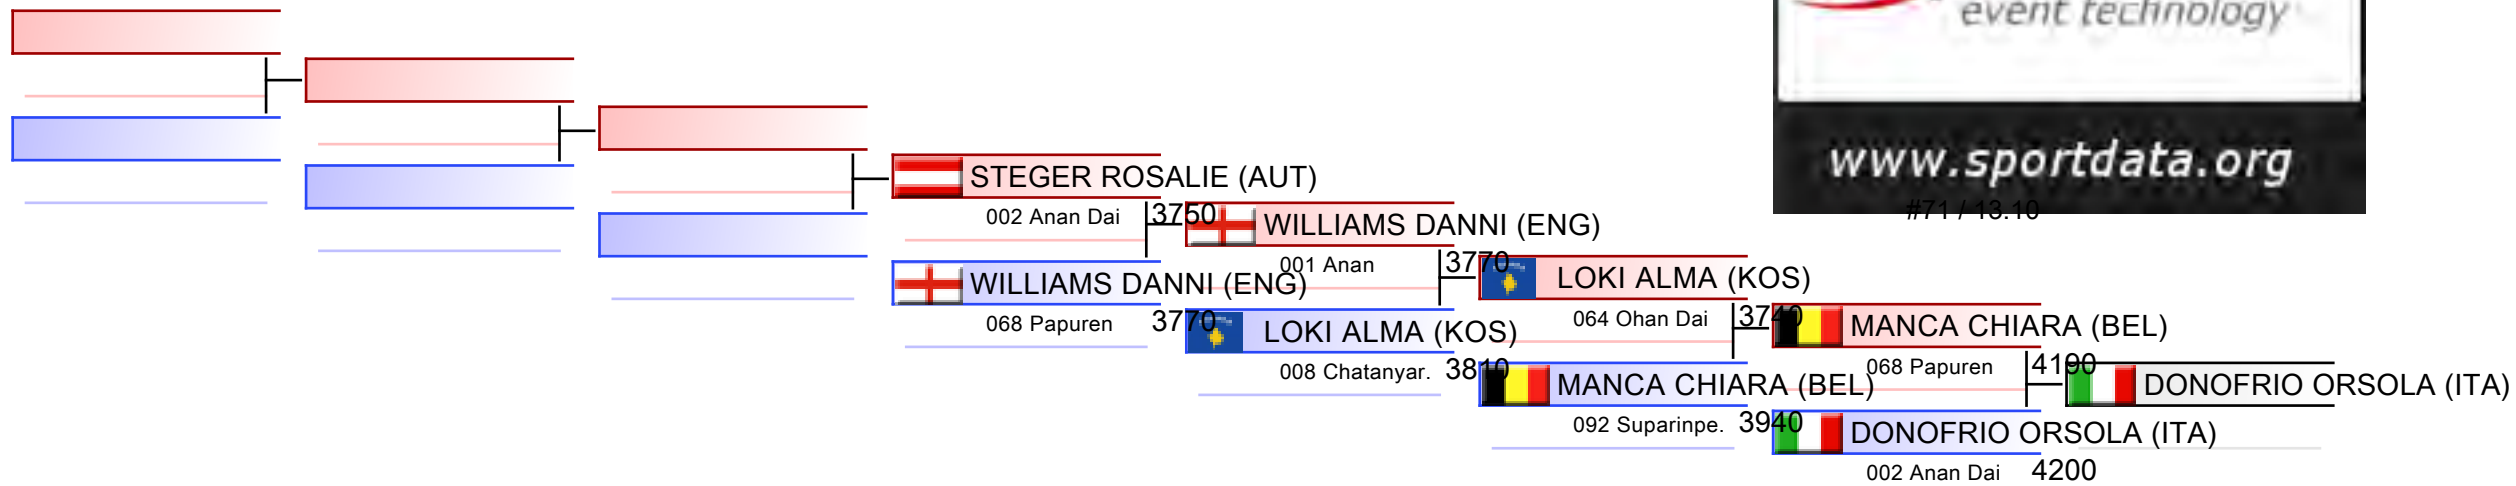 event technology
www.sportdata.org
#71 / 13.10
STEGER ROSALIE (AUT)
002 Anan Dai 3750
WILLIAMS DANNI (ENG)
068 Papuren 3770
WILLIAMS DANNI (ENG)
001 Anan 3770
LOKI ALMA (KOS)
008 Chatanyar. 3810
LOKI ALMA (KOS)
064 Ohan Dai 3740
MANCA CHIARA (BEL)
092 Suparinpe. 3940
MANCA CHIARA (BEL)
068 Papuren 4190
DONOFRIO ORSOLA (ITA)
002 Anan Dai 4200
DONOFRIO ORSOLA (ITA)